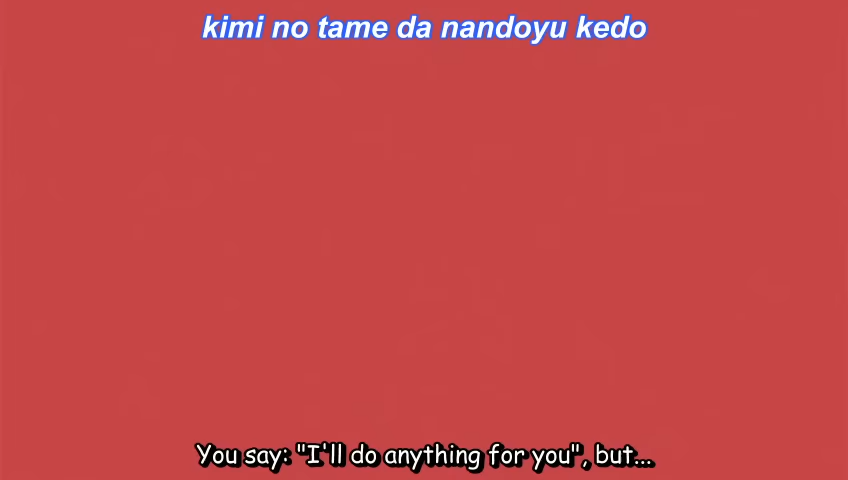 kimi no tame da nandoyu kedo
You say: "I'll do anything for you", but...